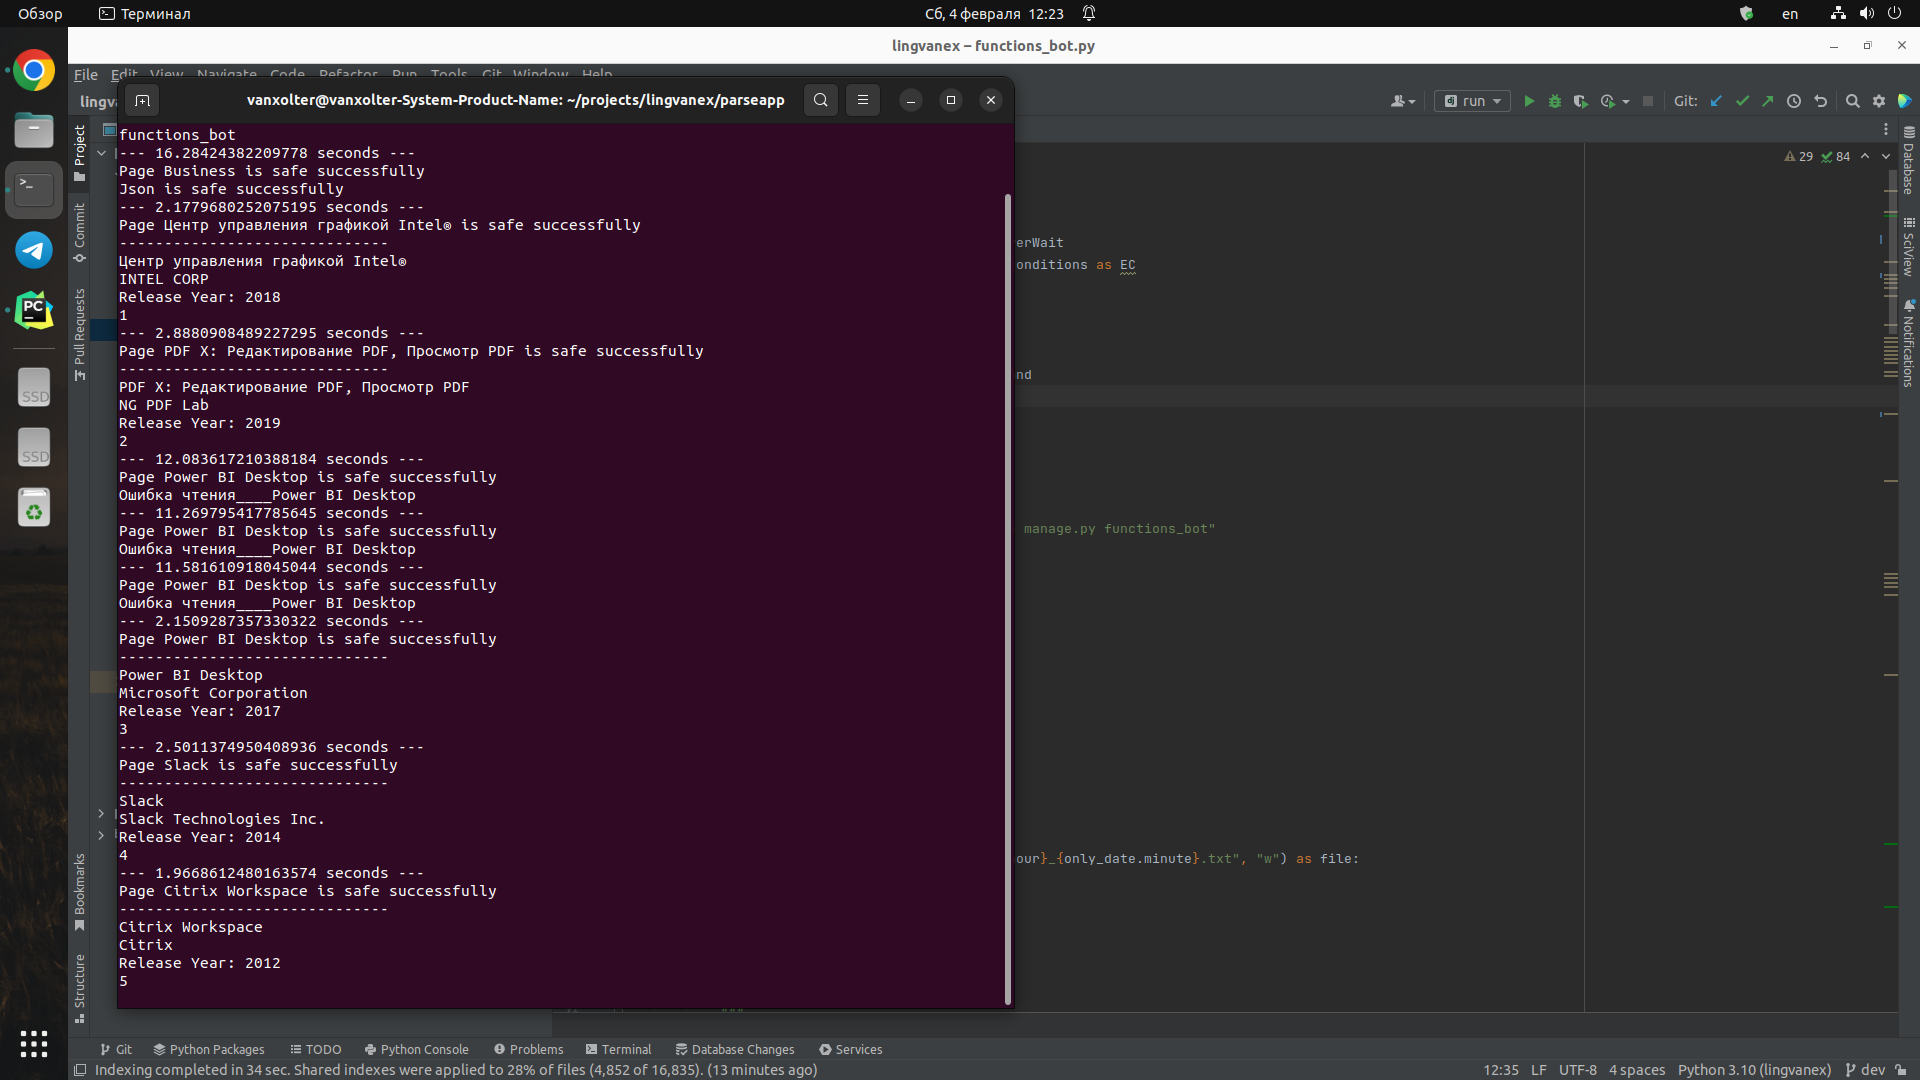 Обзор
Терминал
Сб, 4 февраля 12:23
en
lingvanex – functions_bot.py
File Edit View Navigate Code Refactor Run Tools Git Window Help
vanxolter@vanxolter-System-Product-Name: ~/projects/lingvanex/parseapp
run
Git:
Project
Commit
Pull Requests
Bookmarks
Structure
functions_bot
--- 16.28424382209778 seconds ---
Page Business is safe successfully
Json is safe successfully
--- 2.1779680252075195 seconds ---
Page Центр управления графикой Intel® is safe successfully
------------------------------
Центр управления графикой Intel®
INTEL CORP
Release Year: 2018
1
--- 2.8880908489227295 seconds ---
Page PDF X: Редактирование PDF, Просмотр PDF is safe successfully
------------------------------
PDF X: Редактирование PDF, Просмотр PDF
NG PDF Lab
Release Year: 2019
2
--- 12.083617210388184 seconds ---
Page Power BI Desktop is safe successfully
Ошибка чтения____Power BI Desktop
--- 11.269795417785645 seconds ---
Page Power BI Desktop is safe successfully
Ошибка чтения____Power BI Desktop
--- 11.581610918045044 seconds ---
Page Power BI Desktop is safe successfully
Ошибка чтения____Power BI Desktop
--- 2.1509287357330322 seconds ---
Page Power BI Desktop is safe successfully
------------------------------
Power BI Desktop
Microsoft Corporation
Release Year: 2017
3
--- 2.5011374950408936 seconds ---
Page Slack is safe successfully
------------------------------
Slack
Slack Technologies Inc.
Release Year: 2014
4
--- 1.9668612480163574 seconds ---
Page Citrix Workspace is safe successfully
------------------------------
Citrix Workspace
Citrix
Release Year: 2012
5
29 84
erWait
onditions as EC
nd
manage.py functions_bot"
our}_{only_date.minute}.txt", "w") as file:
"""
Database
SciView
Notifications
SSD
SSD
PC
Git Python Packages TODO Python Console Problems Terminal Database Changes Services
Indexing completed in 34 sec. Shared indexes were applied to 28% of files (4,852 of 16,835). (13 minutes ago)
12:35 LF UTF-8 4 spaces Python 3.10 (lingvanex) dev